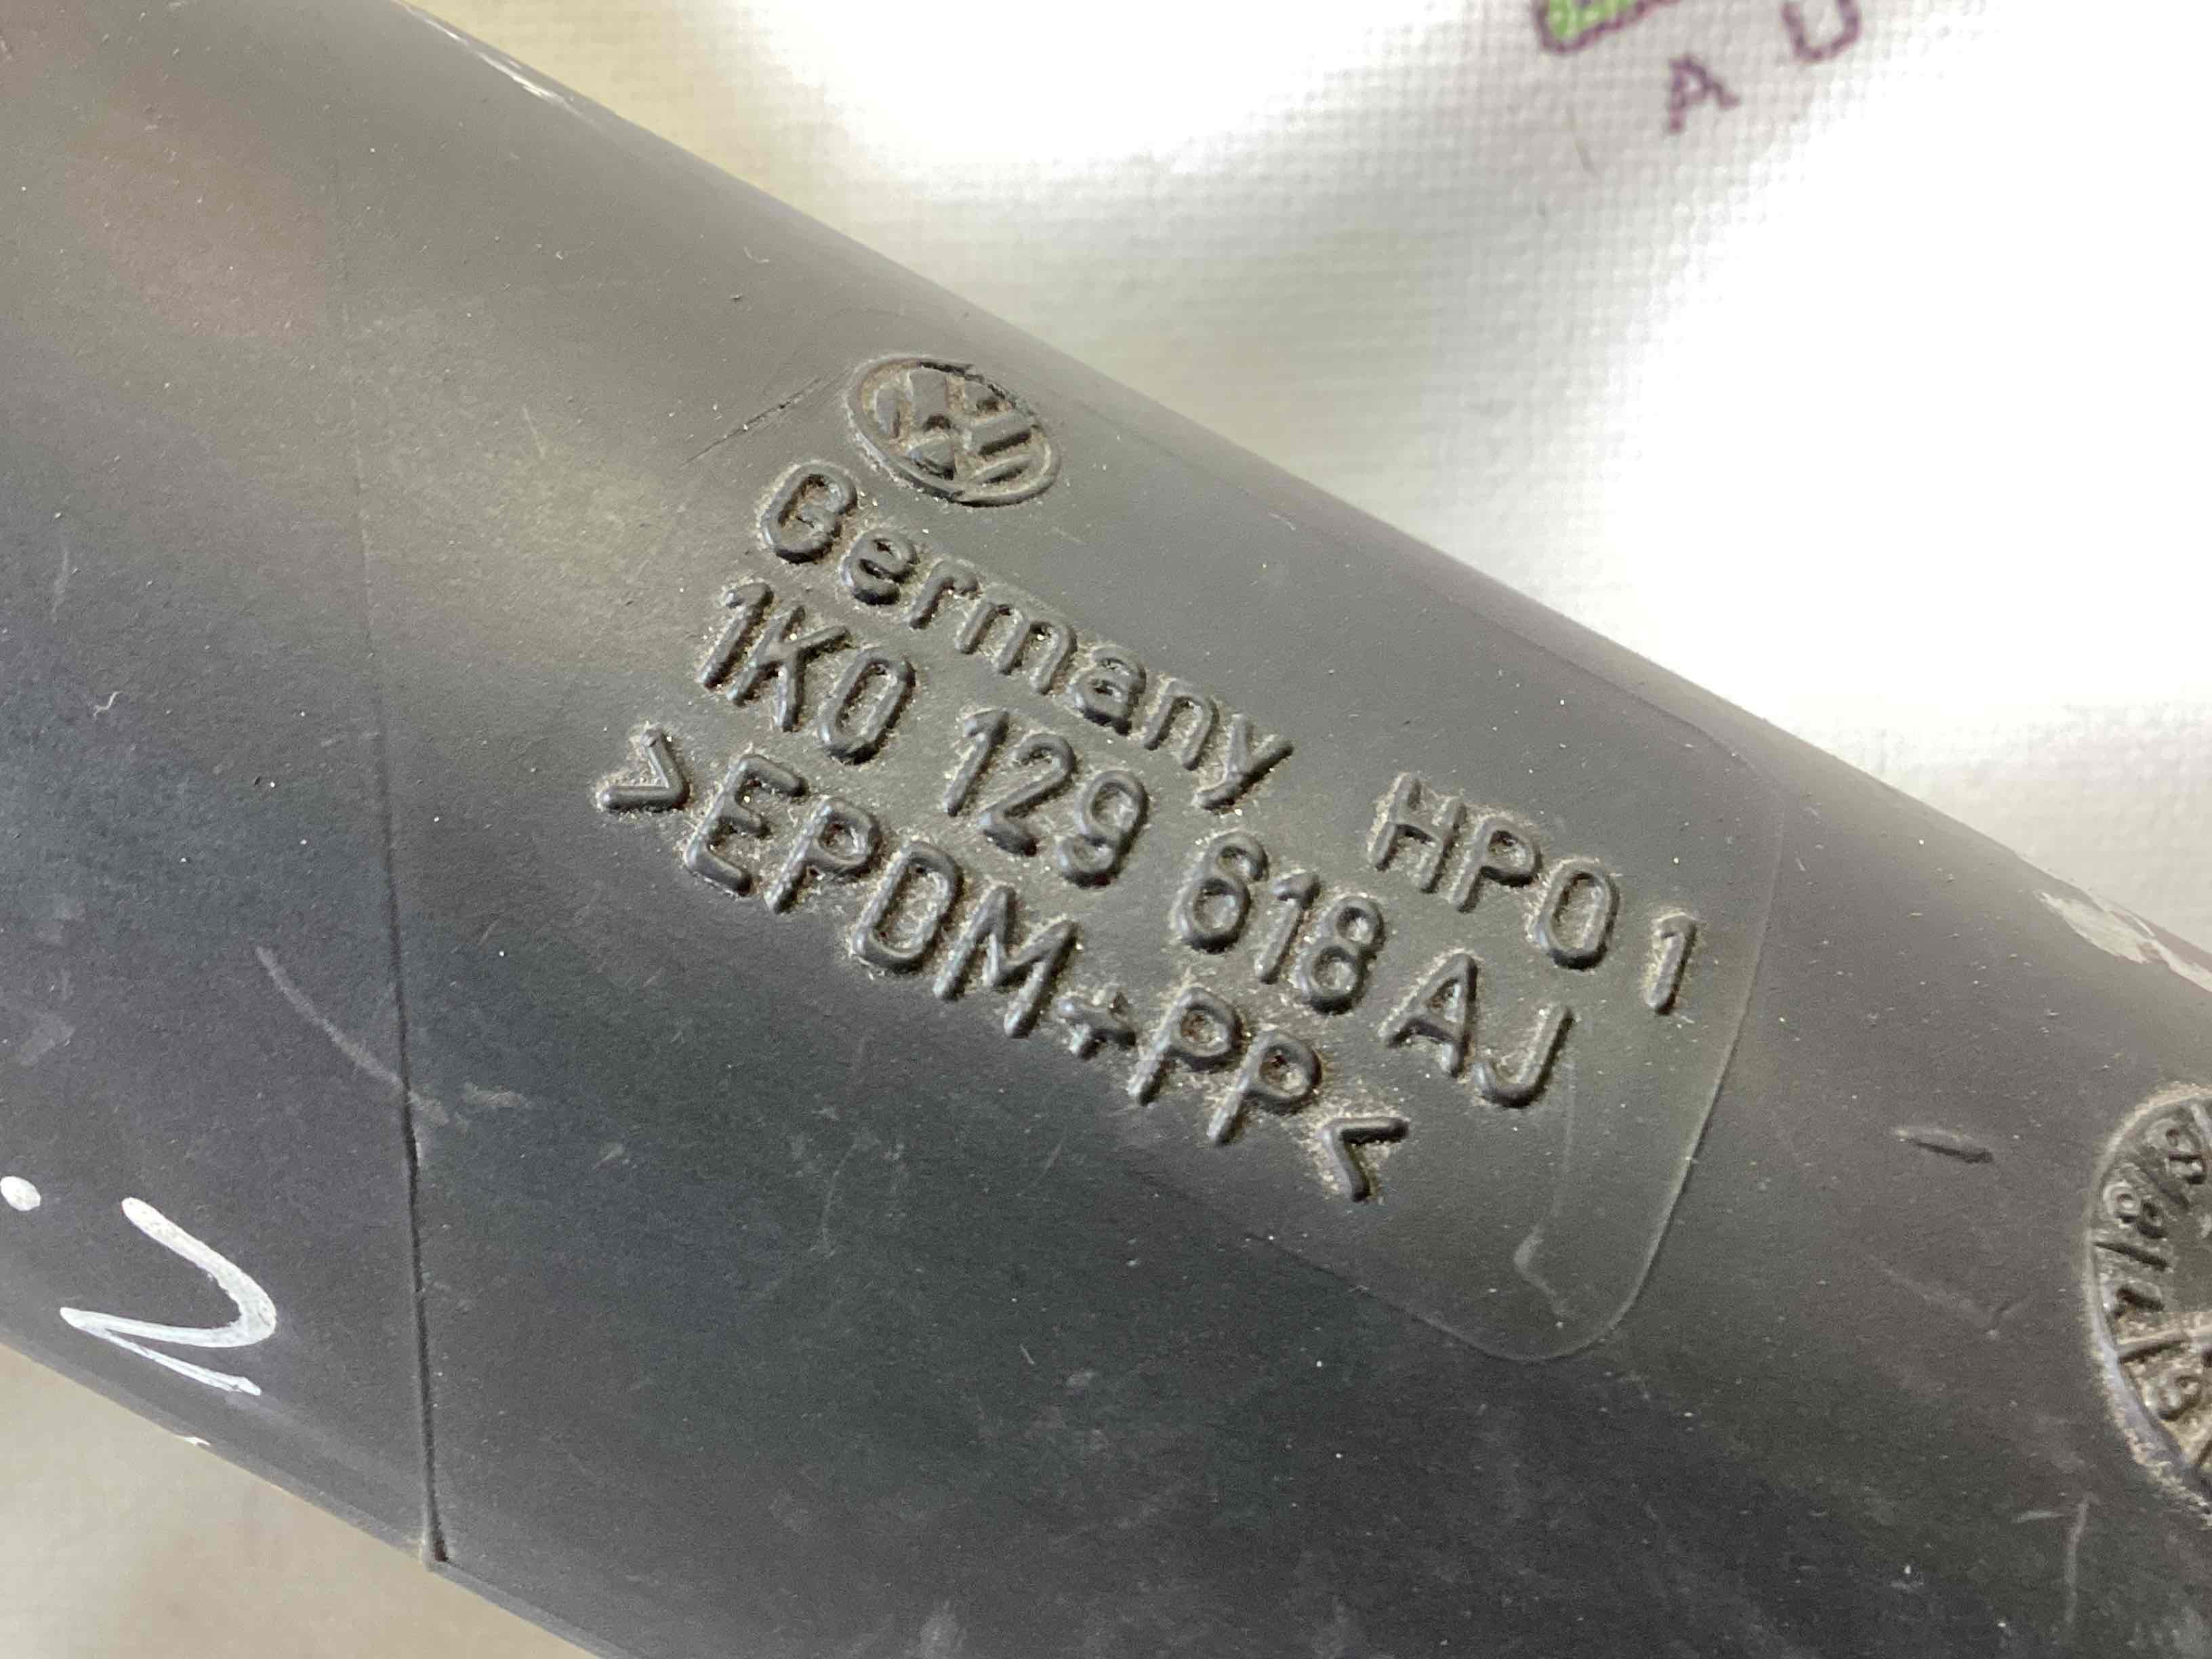 Germany HP0 1
1K0 129 618 AJ
>EPDM+PP<